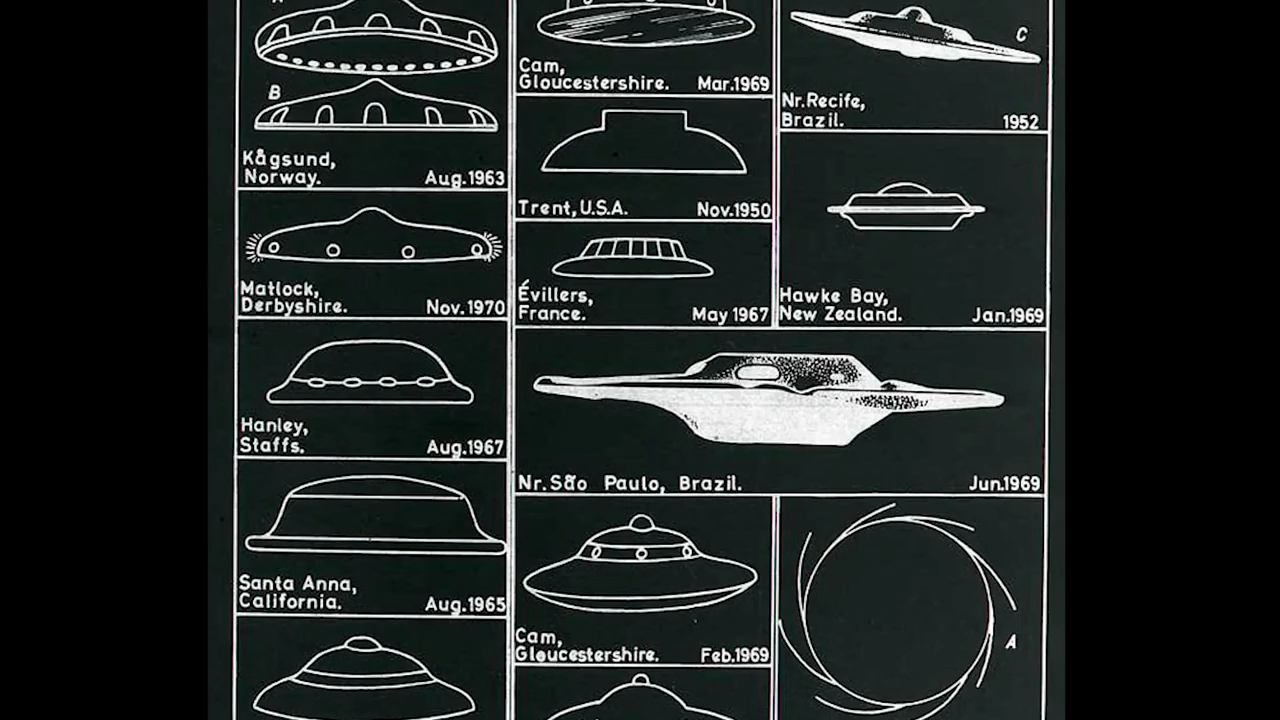 A
B
Kågsund,
Norway. Aug.1963
Matlock,
Derbyshire. Nov.1970
Hanley,
Staffs. Aug.1967
Santa Anna,
California. Aug.1965
Cam,
Gloucestershire. Mar.1969
Trent, U.S.A. Nov.1950
Évillers,
France. May 1967
C
Nr.Recife,
Brazil. 1952
Hawke Bay,
New Zealand. Jan.1969
Nr.São Paulo, Brazil. Jun.1969
Cam,
Gloucestershire. Feb.1969
A